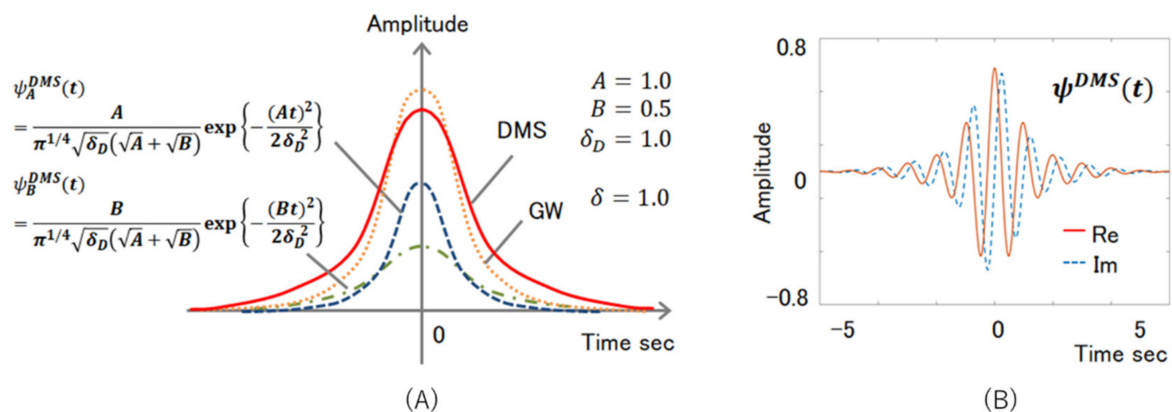 Amplitude
ψ_A^{DMS}(t)
= A / (π^{1/4}√δ_D(√A + √B)) exp{−(At)^2 / 2δ_D^2}
ψ_B^{DMS}(t)
= B / (π^{1/4}√δ_D(√A + √B)) exp{−(Bt)^2 / 2δ_D^2}
A = 1.0
B = 0.5
δ_D = 1.0
δ = 1.0
DMS
GW
0
Time sec
(A)
0.8
ψ^{DMS}(t)
Amplitude
0
Re
Im
-0.8
-5
0
5
Time sec
(B)